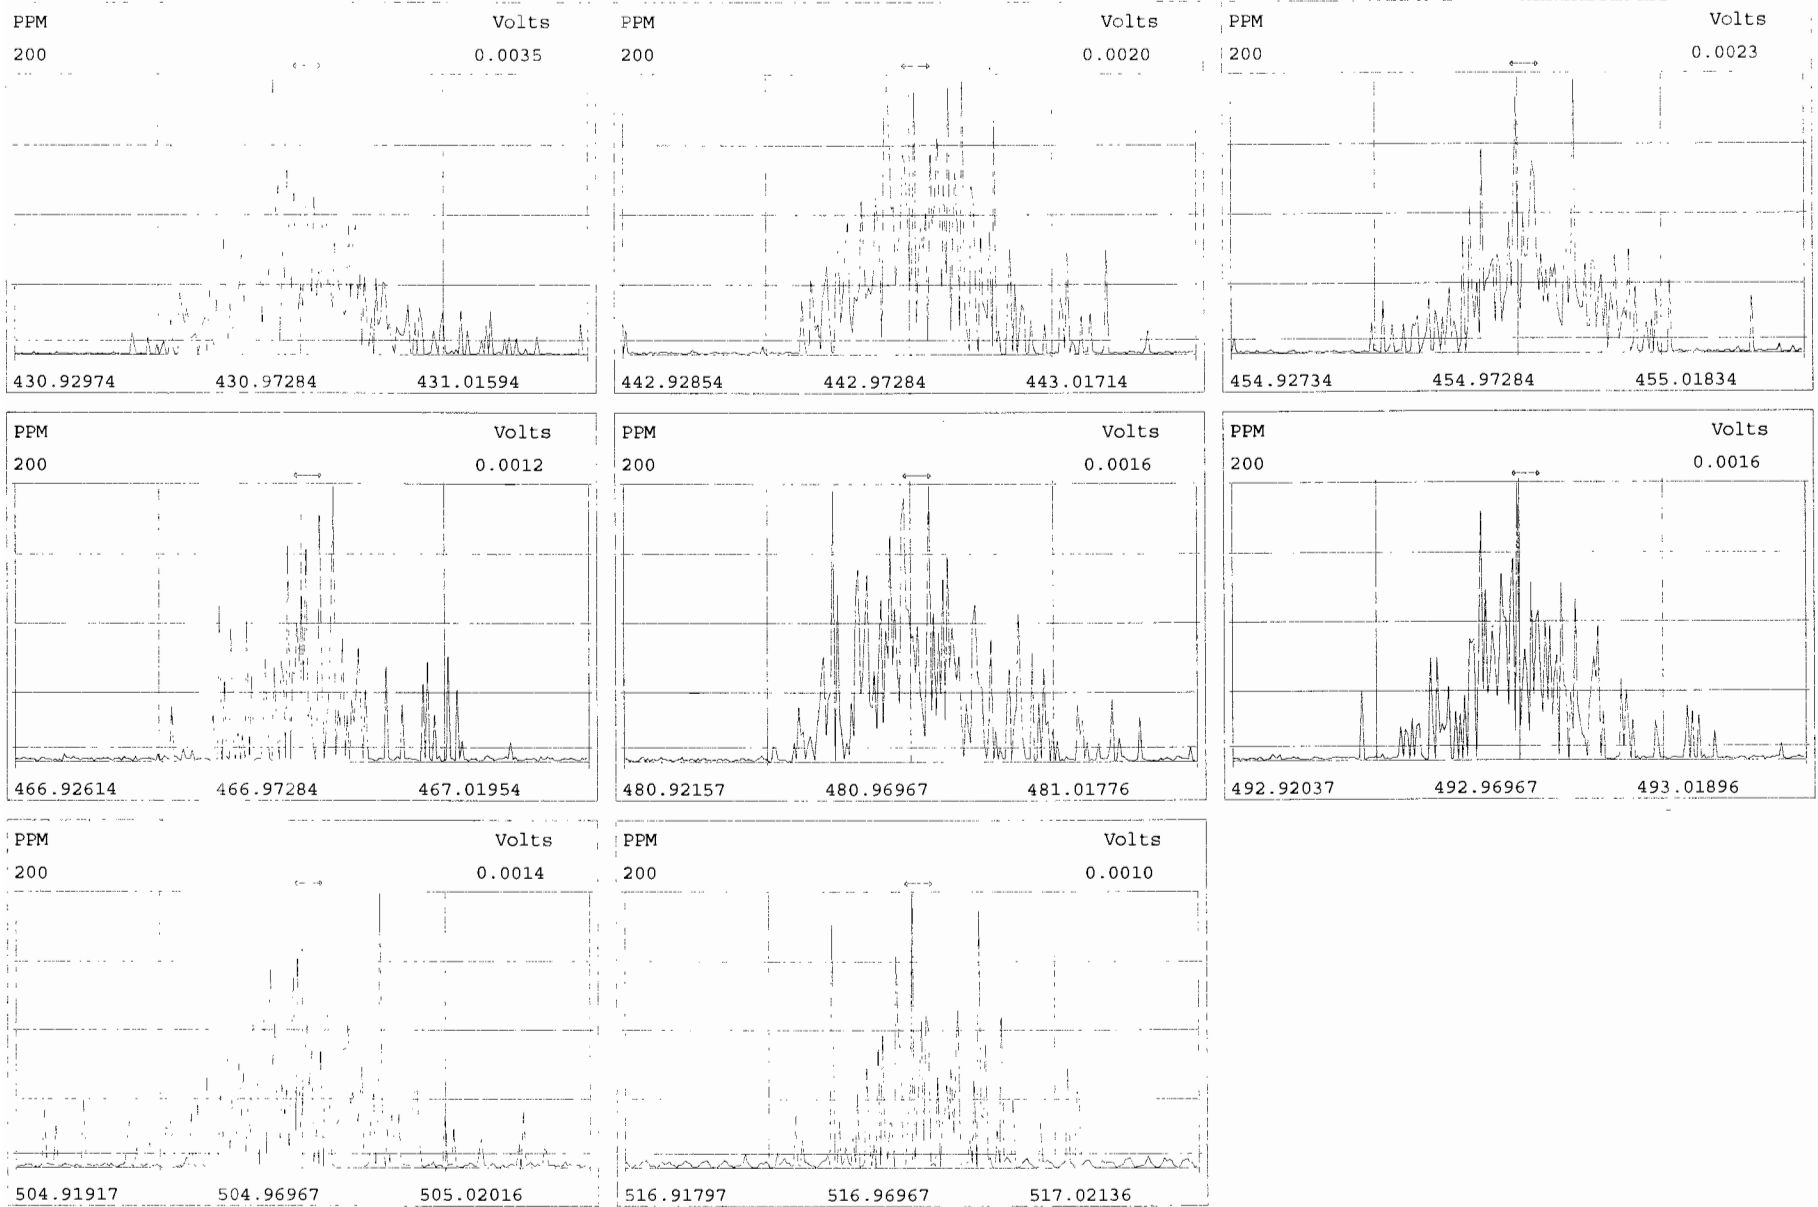 PPM Volts
200 0.0035
430.92974 430.97284 431.01594
PPM Volts
200 0.0020
442.92854 442.97284 443.01714
PPM Volts
200 0.0023
454.92734 454.97284 455.01834
PPM Volts
200 0.0012
466.92614 466.97284 467.01954
PPM Volts
200 0.0016
480.92157 480.96967 481.01776
PPM Volts
200 0.0016
492.92037 492.96967 493.01896
PPM Volts
200 0.0014
504.91917 504.96967 505.02016
PPM Volts
200 0.0010
516.91797 516.96967 517.02136